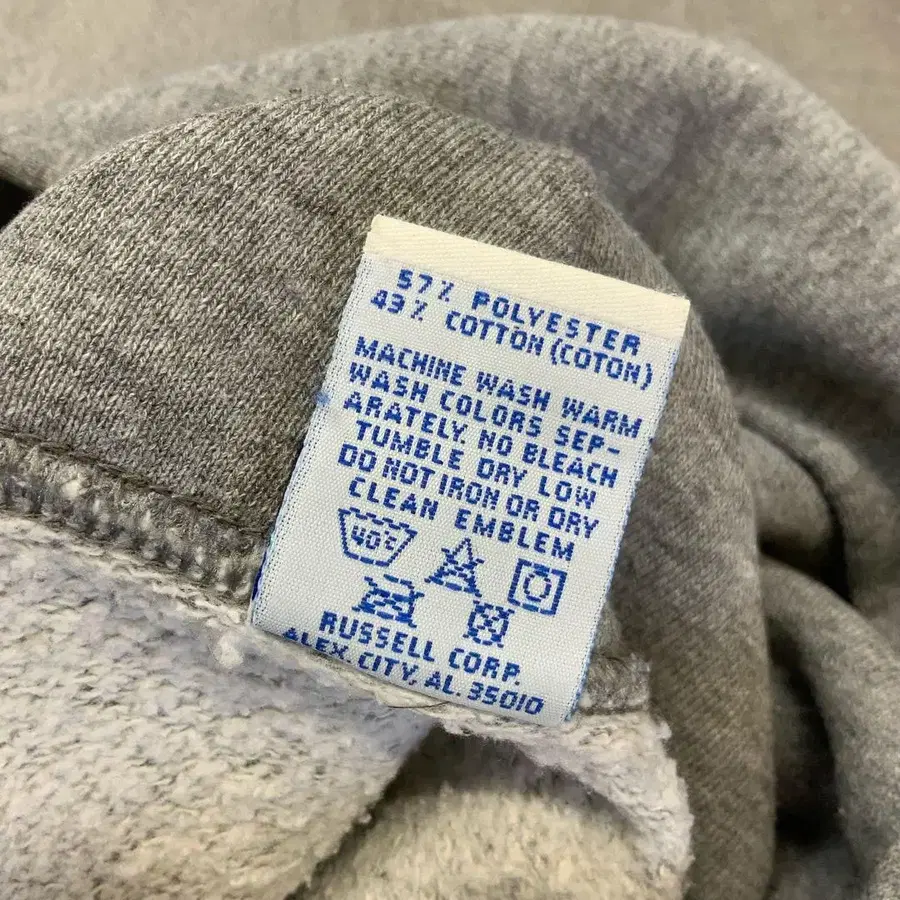 57% POLYESTER
43% COTTON (COTON)
MACHINE WASH WARM
WASH COLORS SEP-
ARATELY. NO BLEACH
TUMBLE DRY LOW
DO NOT IRON OR DRY
CLEAN EMBLEM
40°C
RUSSELL CORP.
ALEX. CITY, AL. 35010